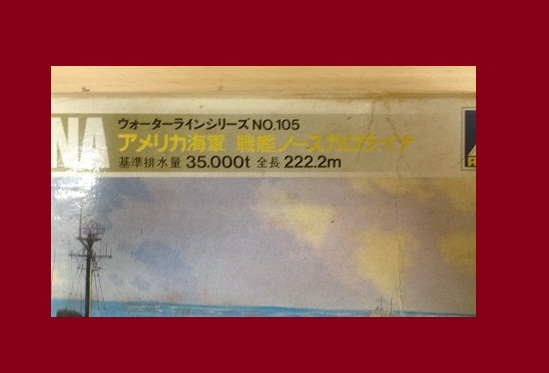 NA
ウォーターラインシリーズ NO.105
アメリカ海軍 戦艦ノースカロライナ
基準排水量 35.000t 全長 222.2m